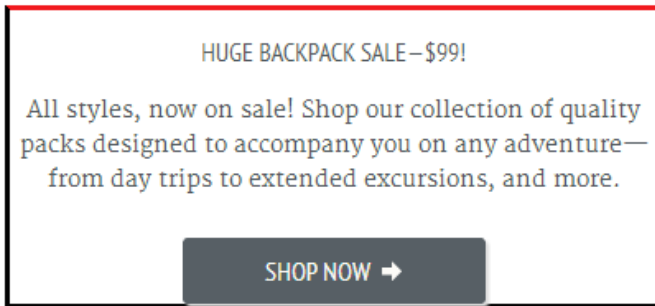 HUGE BACKPACK SALE—$99!
All styles, now on sale! Shop our collection of quality
packs designed to accompany you on any adventure—
from day trips to extended excursions, and more.
SHOP NOW ➡